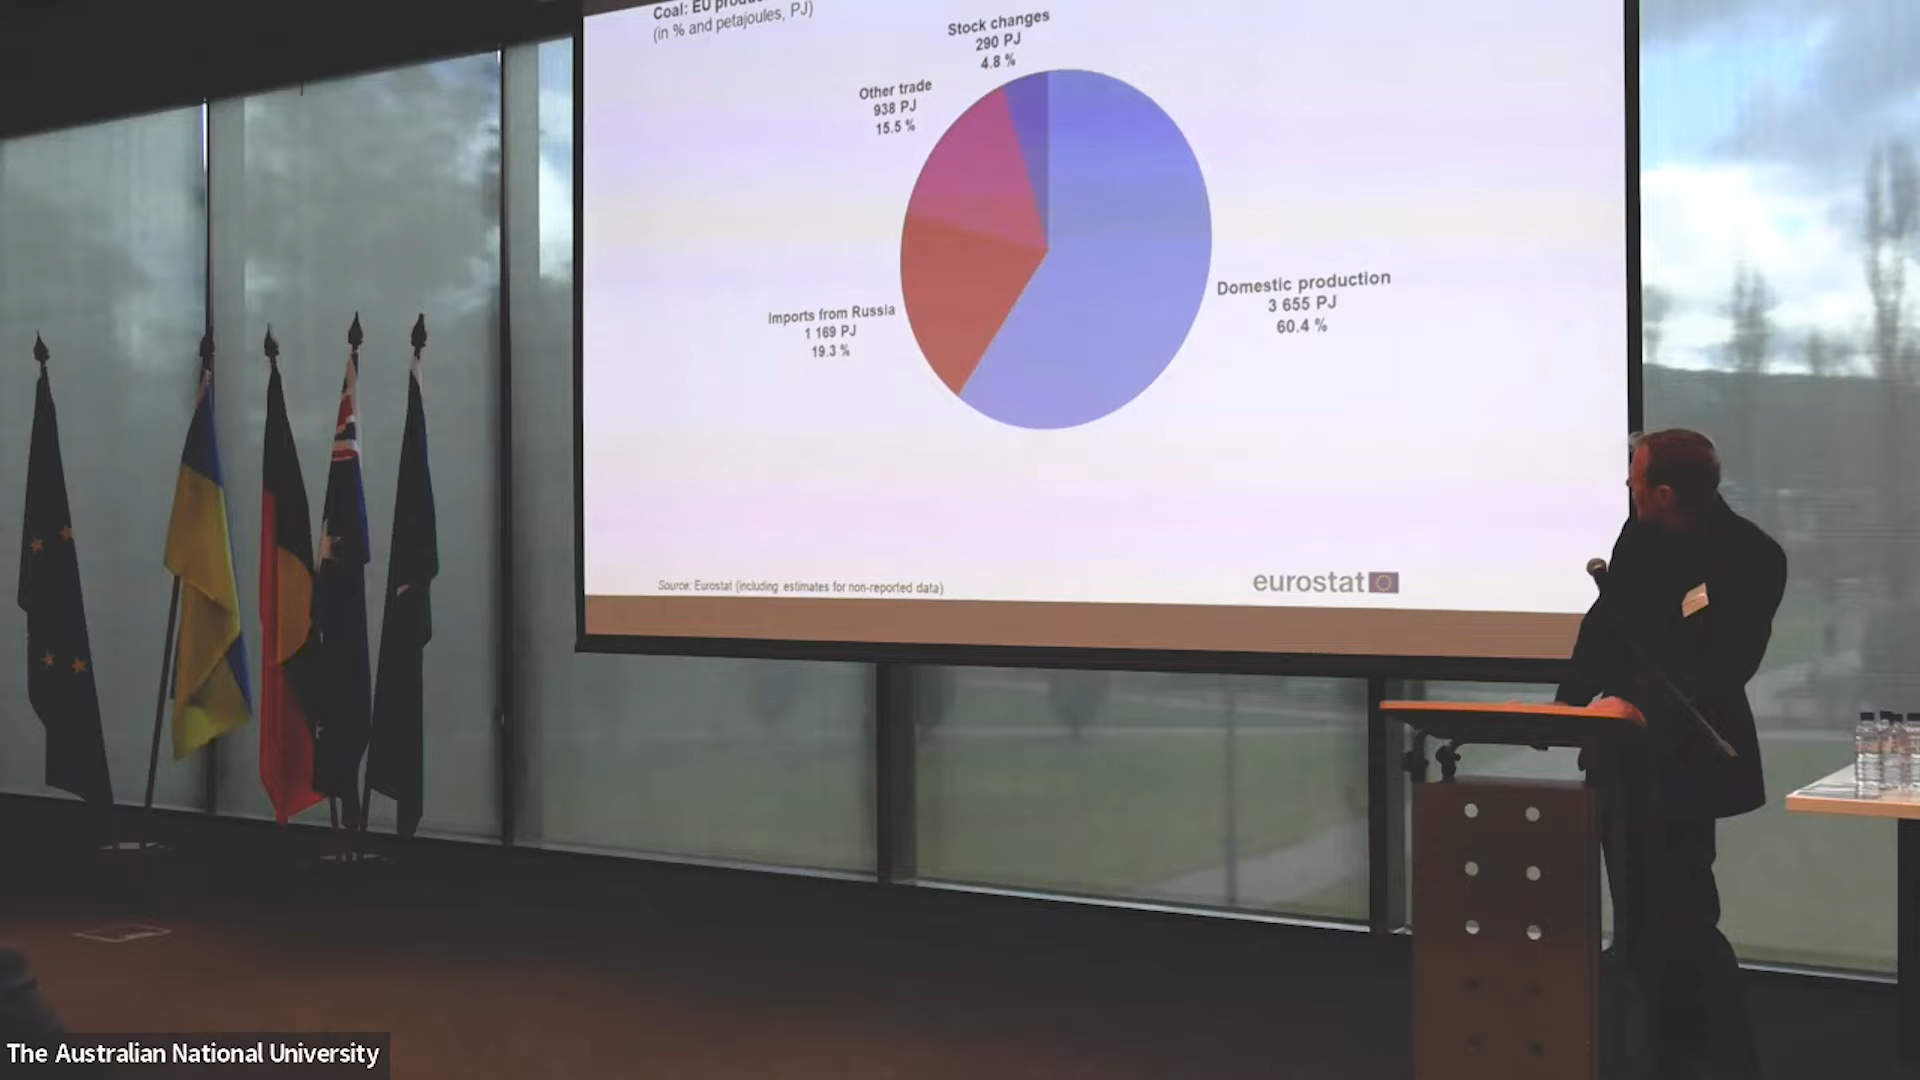 Coal: EU
(in % and petajoules, PJ)
Stock changes
290 PJ
4.8 %
Other trade
938 PJ
15.5 %
Domestic production
3 655 PJ
60.4 %
Imports from Russia
1 169 PJ
19.3 %
Source: Eurostat (including estimates for non-reported data)
eurostat
The Australian National University